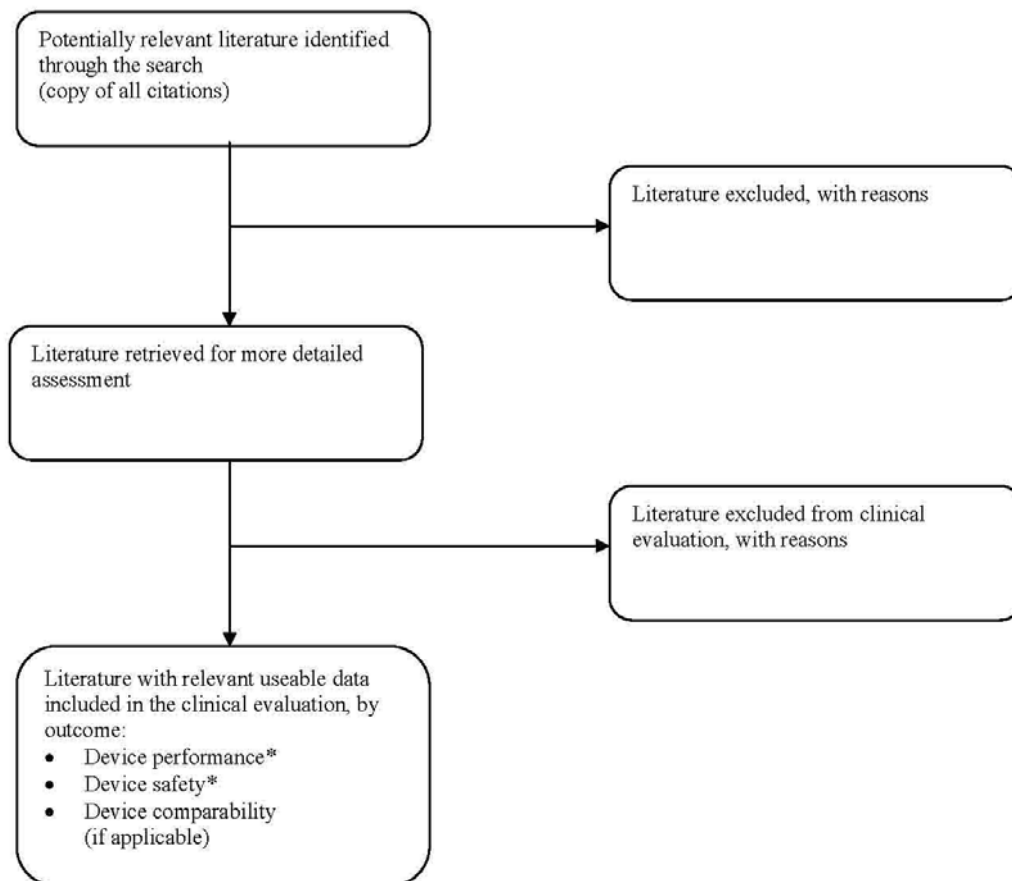 Potentially relevant literature identified
through the search
(copy of all citations)
Literature excluded, with reasons
Literature retrieved for more detailed
assessment
Literature excluded from clinical
evaluation, with reasons
Literature with relevant useable data
included in the clinical evaluation, by
outcome:
• Device performance*
• Device safety*
• Device comparability
(if applicable)